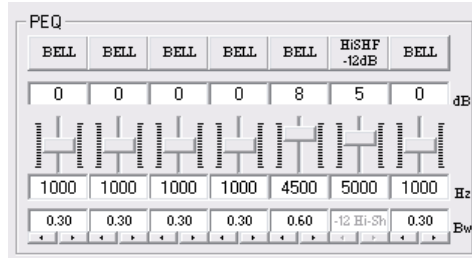 PEQ
BELL BELL BELL BELL BELL HiSHF -12dB BELL
0 0 0 0 8 5 0 dB
1000 1000 1000 1000 4500 5000 1000 Hz
0.30 0.30 0.30 0.30 0.60 -12 Hi-Sh 0.30 Bw